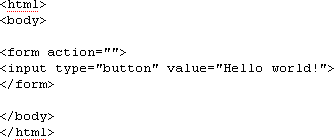 <html>
<body>
<form action="">
<input type="button" value="Hello world!">
</form>
</body>
</html>